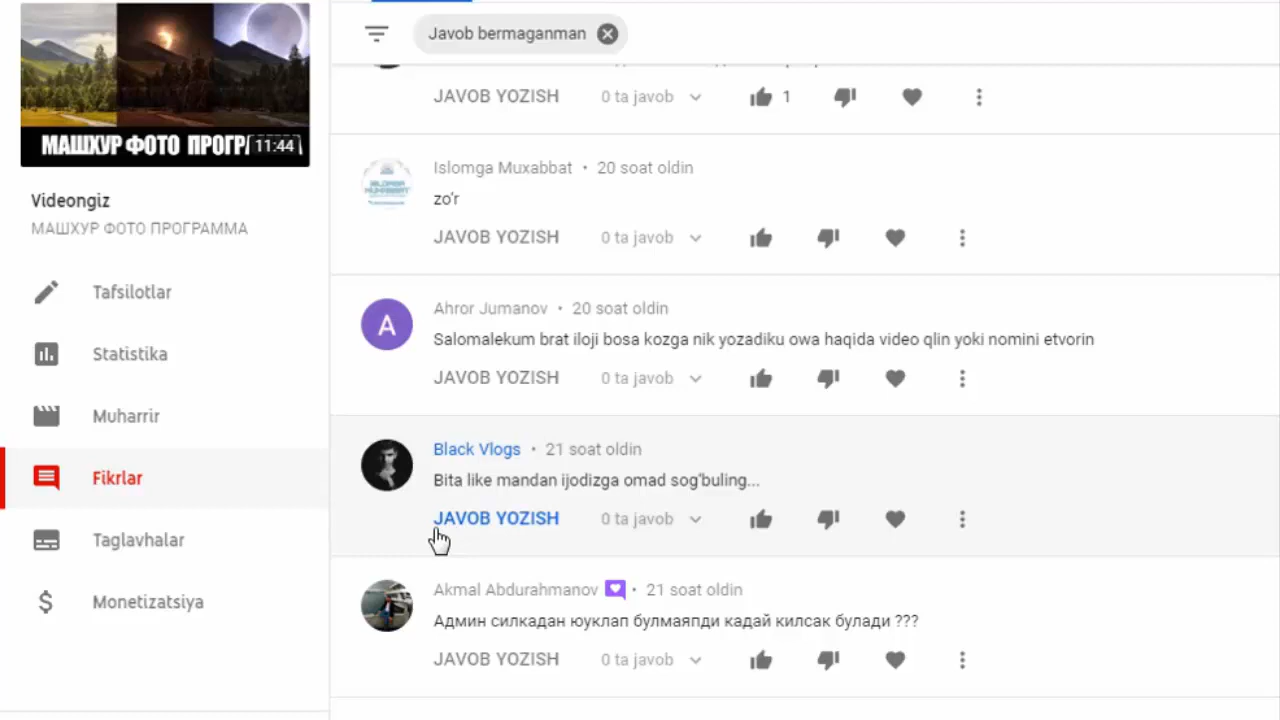 МАШХУР ФОТО ПРОГР
11:44
Videongiz
МАШХУР ФОТО ПРОГРАММА
Tafsilotlar
Statistika
Muharrir
Fikrlar
Taglavhalar
Monetizatsiya
Javob bermaganman
JAVOB YOZISH 0 ta javob 1
Islomga Muxabbat • 20 soat oldin
zo'r
JAVOB YOZISH 0 ta javob
A
Ahror Jumanov • 20 soat oldin
Salomalekum brat iloji bosa kozga nik yozadiku owa haqida video qlin yoki nomini etvorin
JAVOB YOZISH 0 ta javob
Black Vlogs • 21 soat oldin
Bita like mandan ijodizga omad sog'buling...
JAVOB YOZISH 0 ta javob
Akmal Abdurahmanov • 21 soat oldin
Админ силкадан юуклап булмаяпди кадай килсак булади ???
JAVOB YOZISH 0 ta javob